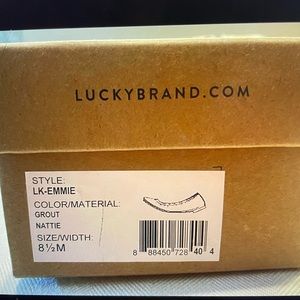 LUCKYBRAND.COM
STYLE:
LK-EMMIE
COLOR/MATERIAL:
GROUT
NATTIE
SIZE/WIDTH:
8½M
8 88450 728 40 4